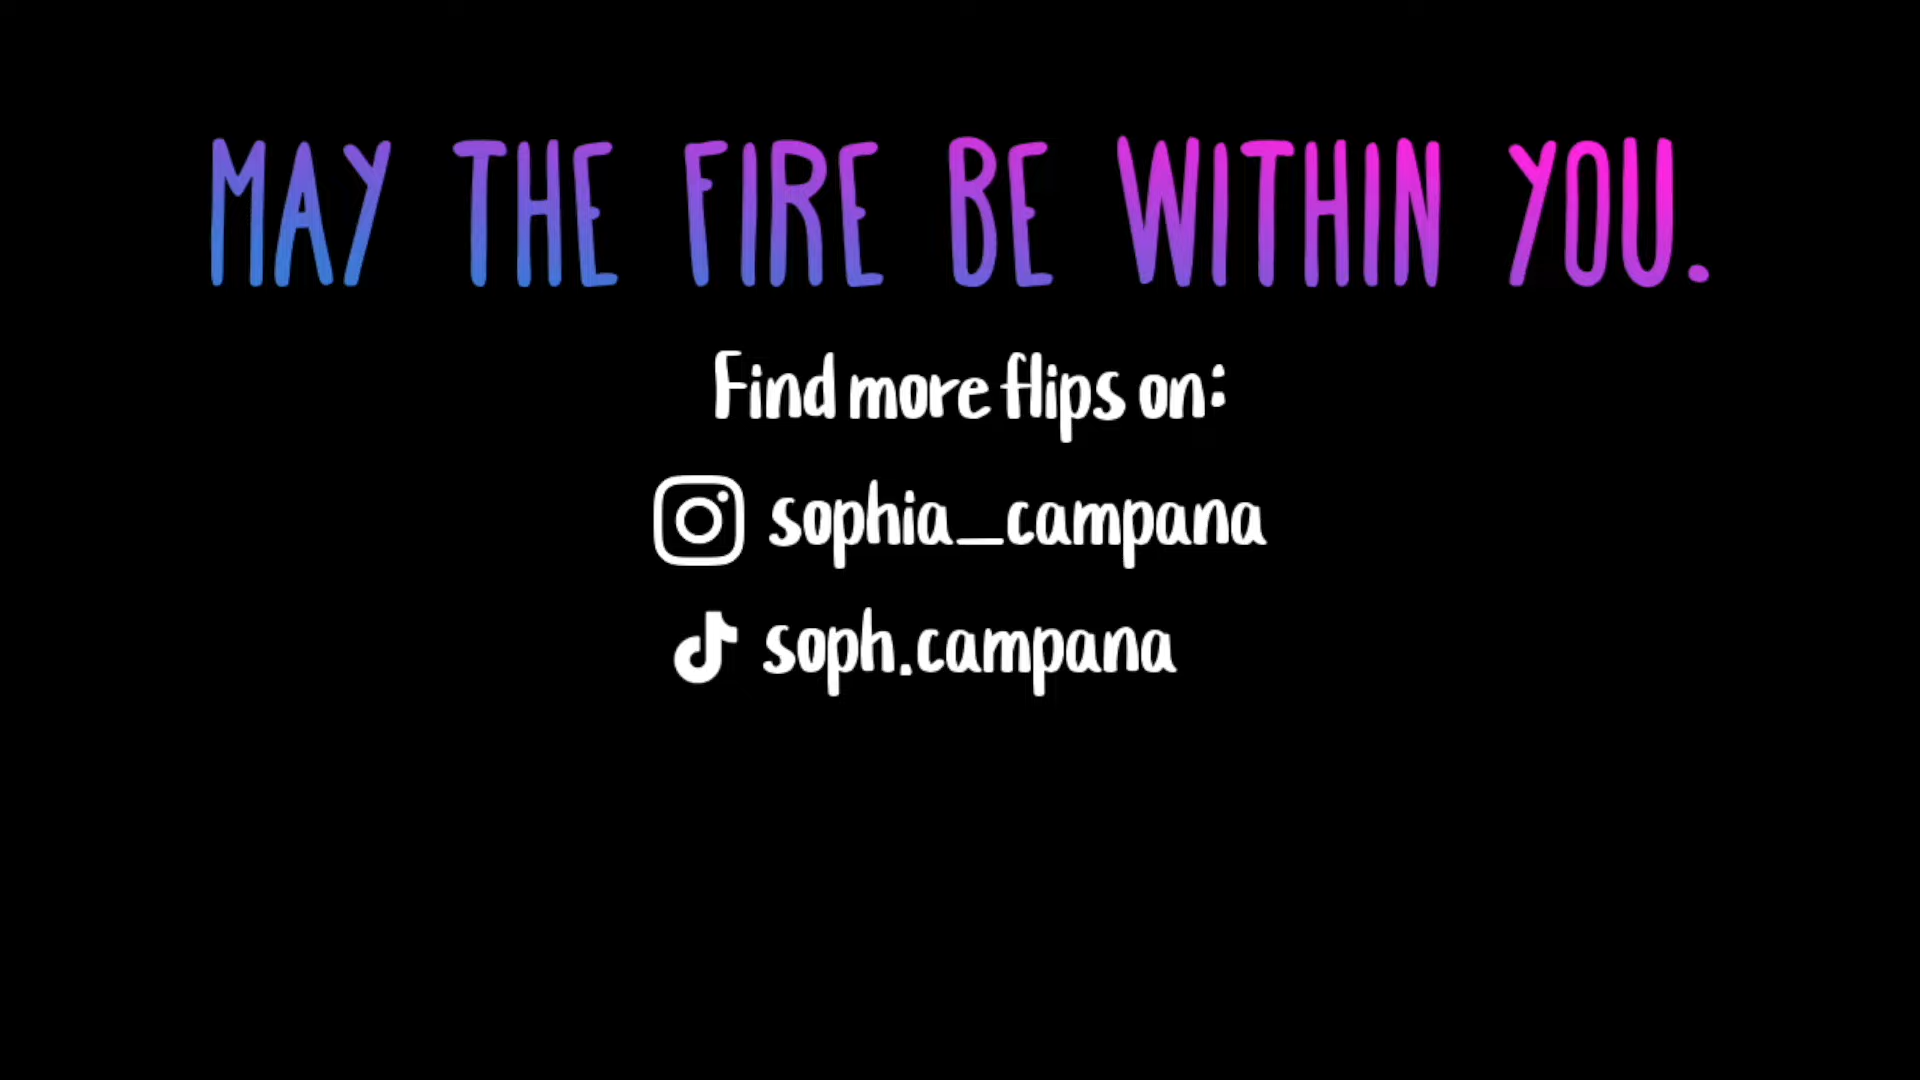 MAY THE FIRE BE WITHIN YOU.
Find more flips on:
sophia_campana
soph.campana